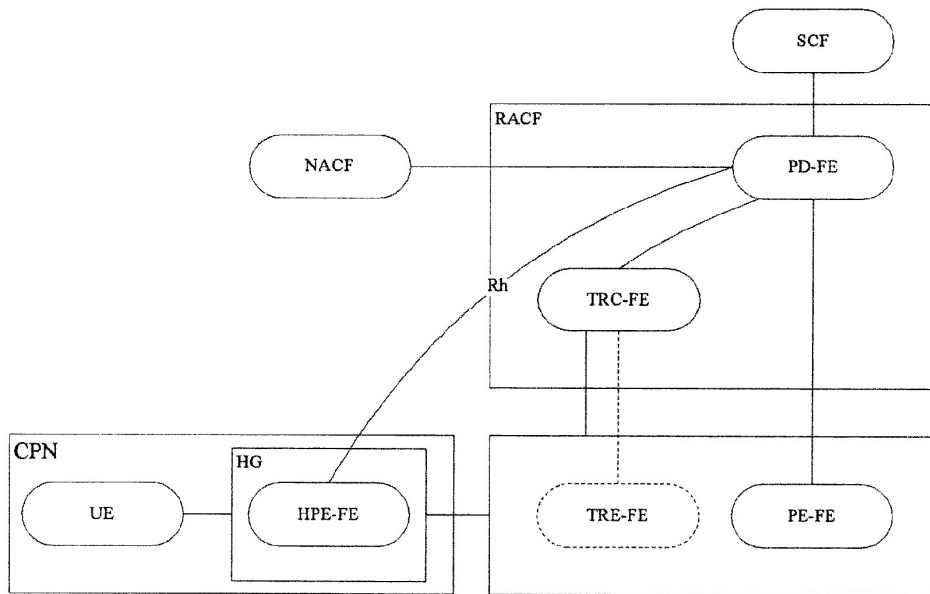 SCF
RACF
NACF
PD-FE
Rh
TRC-FE
CPN
HG
UE
HPE-FE
TRE-FE
PE-FE